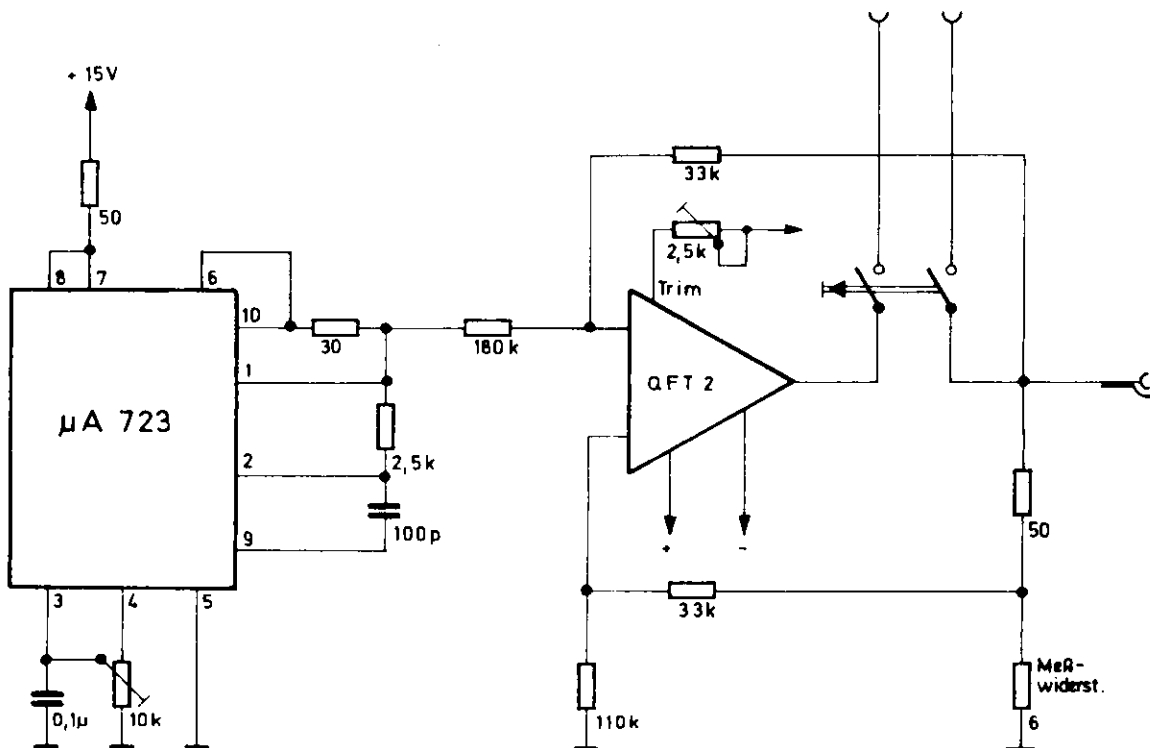 + 15V
50
8
7
6
10
30
180k
33k
2,5k
Trim
QFT 2
1
µA 723
2,5k
2
100p
9
+
-
50
3
4
5
33k
Meß-
widerst.
0,1µ
10k
110k
6